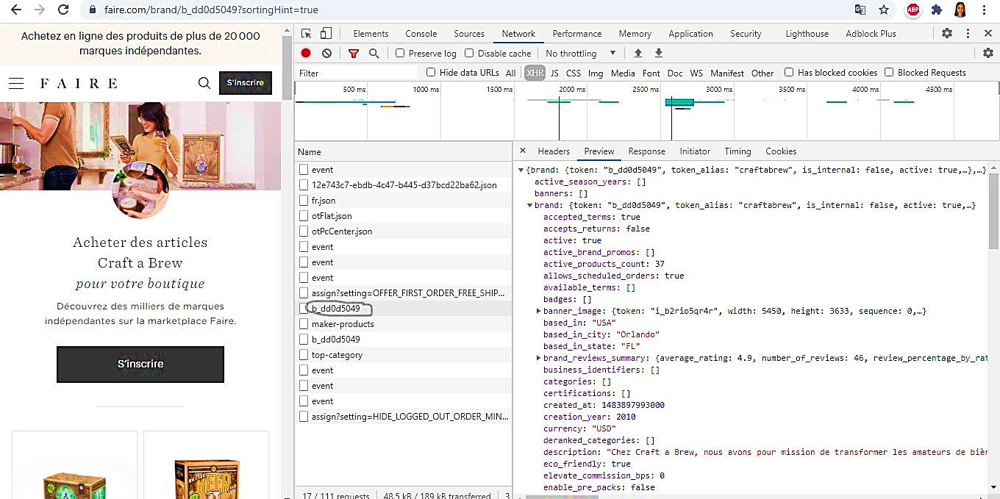 faire.com/brand/b_dd0d5049?sortingHint=true
ABP
Achetez en ligne des produits de plus de 20 000
marques indépendantes.
FAIRE
S'inscrire
Acheter des articles
Craft a Brew
pour votre boutique
Découvrez des milliers de marques
indépendantes sur la marketplace Faire.
S'inscrire
BEER
Elements Console Sources Network Performance Memory Application Security Lighthouse Adblock Plus
Preserve log Disable cache No throttling
Filter Hide data URLs All XHR JS CSS Img Media Font Doc WS Manifest Other Has blocked cookies Blocked Requests
500 ms 1000 ms 1500 ms 2000 ms 2500 ms 3000 ms 3500 ms 4000 ms 4500 ms
Name
event
12e743c7-ebdb-4c47-b445-d37bcd22ba62.json
fr.json
otFlat.json
otPcCenter.json
event
event
event
assign?setting=OFFER_FIRST_ORDER_FREE_SHIP...
b_dd0d5049
maker-products
b_dd0d5049
top-category
event
event
event
assign?setting=HIDE_LOGGED_OUT_ORDER_MIN...
17 / 111 requests 48.5 kB / 189 kB transferred 3
Headers Preview Response Initiator Timing Cookies
{brand: {token: "b_dd0d5049", token_alias: "craftabrew", is_internal: false, active: true,…},…}
active_season_years: []
banners: []
brand: {token: "b_dd0d5049", token_alias: "craftabrew", is_internal: false, active: true,…}
accepted_terms: true
accepts_returns: false
active: true
active_brand_promos: []
active_products_count: 37
allows_scheduled_orders: true
available_terms: []
badges: []
banner_image: {token: "i_b2rio5qr4r", width: 5450, height: 3633, sequence: 0,…}
based_in: "USA"
based_in_city: "Orlando"
based_in_state: "FL"
brand_reviews_summary: {average_rating: 4.9, number_of_reviews: 46, review_percentage_by_rat
business_identifiers: []
categories: []
certifications: []
created_at: 1483897993000
creation_year: 2010
currency: "USD"
deranked_categories: []
description: "Chez Craft a Brew, nous avons pour mission de transformer les amateurs de bièr
eco_friendly: true
elevate_commission_bps: 0
enable_pre_packs: false